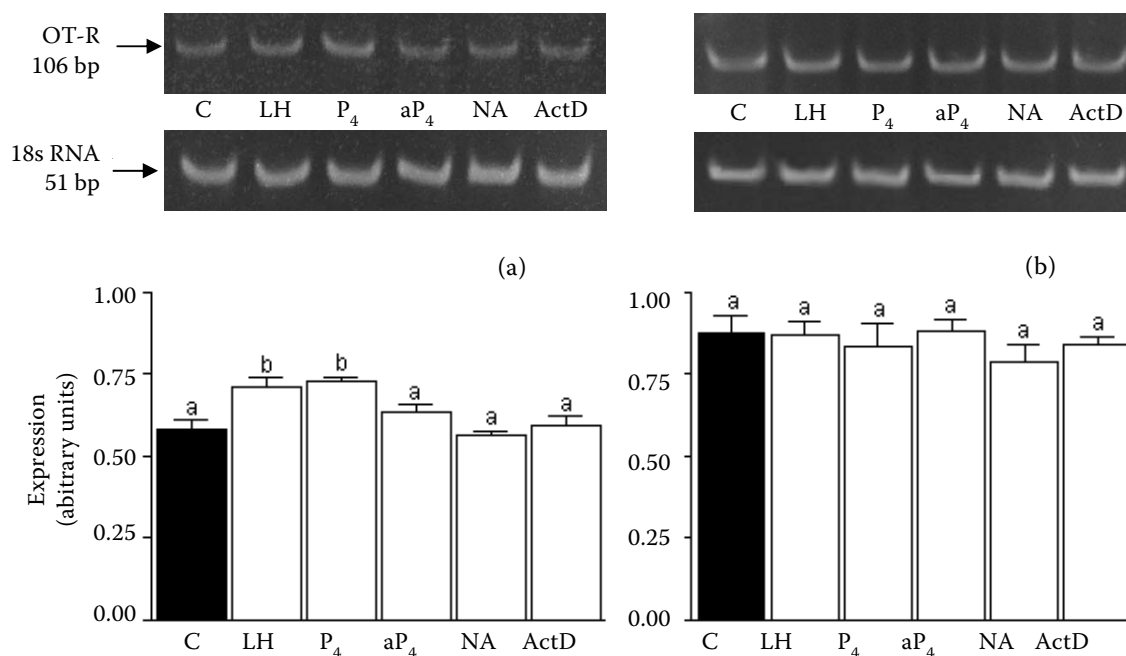 OT-R
106 bp
C LH P4 aP4 NA ActD
C LH P4 aP4 NA ActD
18s RNA
51 bp
(a)
(b)
1.00
0.75
0.50
0.25
0.00
Expression
(abitrary units)
a b b a a a
C LH P4 aP4 NA ActD
1.00
0.75
0.50
0.25
0.00
a a a a a a
C LH P4 aP4 NA ActD